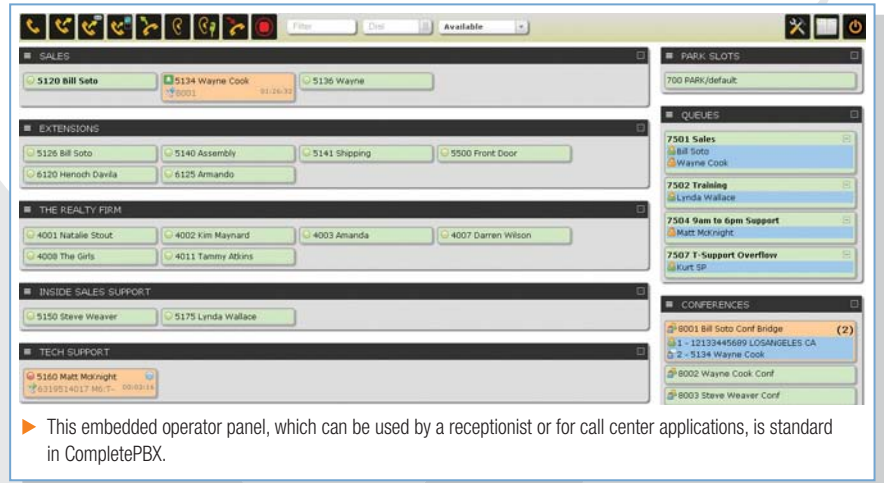 Filter
Dial
Available
SALES
5120 Bill Soto
5134 Wayne Cook
8001 01:26:32
5136 Wayne
EXTENSIONS
5126 Bill Soto
5140 Assembly
5141 Shipping
5500 Front Door
6120 Henoch Davila
6125 Armando
THE REALTY FIRM
4001 Natalie Stout
4002 Kim Maynard
4003 Amanda
4007 Darren Wilson
4008 The Girls
4011 Tammy Atkins
INSIDE SALES SUPPORT
5150 Steve Weaver
5175 Lynda Wallace
TECH SUPPORT
5160 Matt McKnight
6319514017 M6:T- 00:03:16
PARK SLOTS
700 PARK/default
QUEUES
7501 Sales
Bill Soto
Wayne Cook
7502 Training
Lynda Wallace
7504 9am to 6pm Support
Matt McKnight
7507 T-Support Overflow
Kurt SP
CONFERENCES
8001 Bill Soto Conf Bridge (2)
1 - 12133445689 LOSANGELES CA
2 - 5134 Wayne Cook
8002 Wayne Cook Conf
8003 Steve Weaver Conf
This embedded operator panel, which can be used by a receptionist or for call center applications, is standard
in CompletePBX.